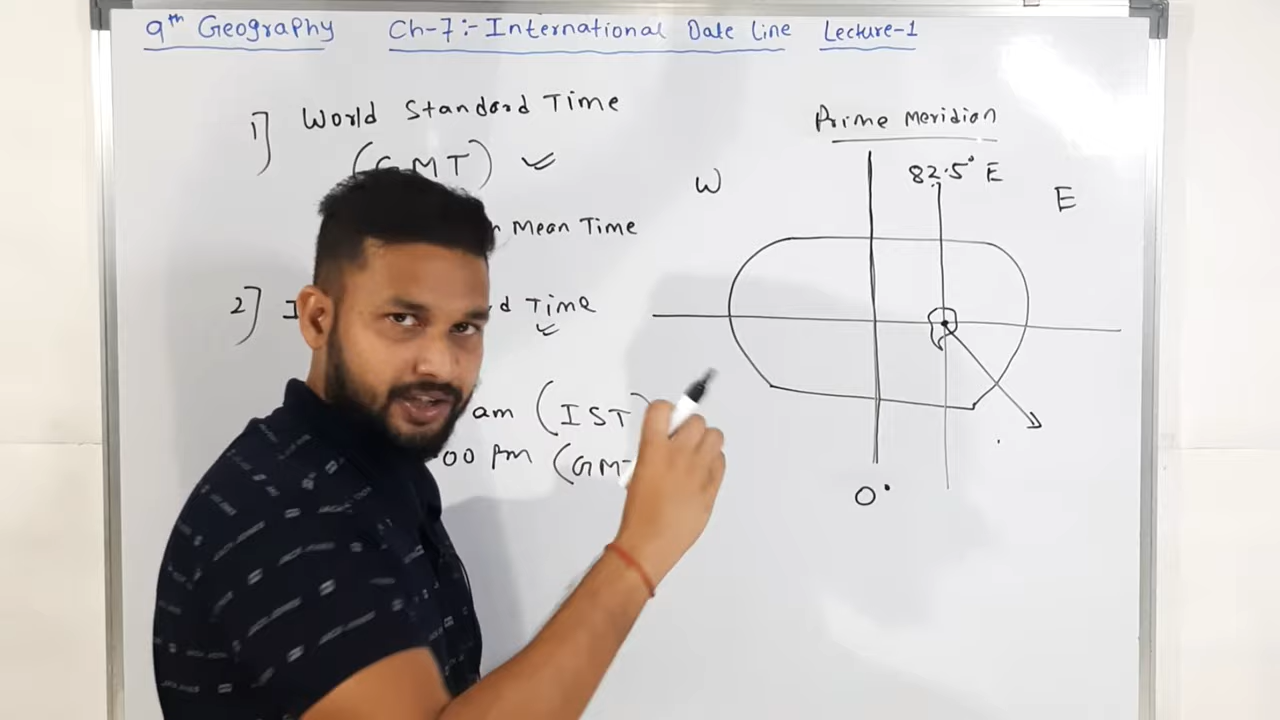 9th Geography Ch-7:- International Date Line Lecture-1
1] World Standard Time
(GMT)
Mean Time
2] Time
am (IST)
00 PM (GM
Prime Meridian
82.5° E
W
E
0°